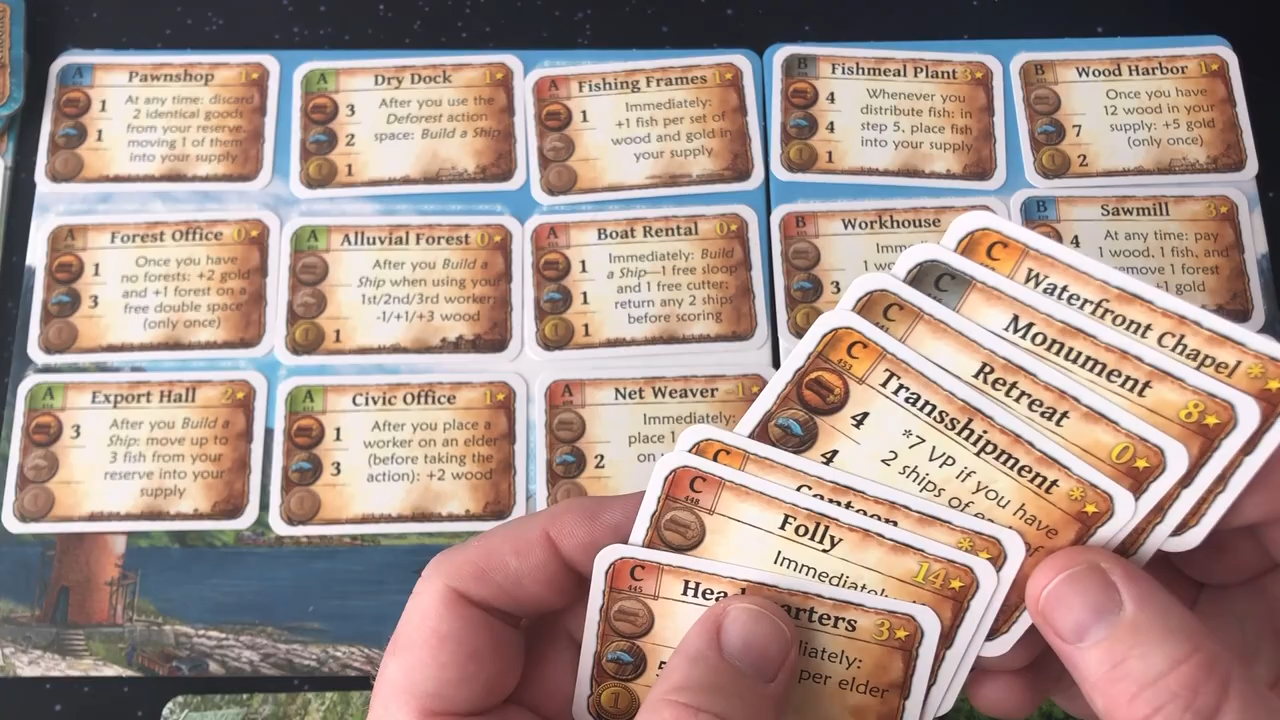 A
Pawnshop 1
1
1
At any time: discard
2 identical goods
from your reserve,
moving 1 of them
into your supply
A
Dry Dock 1
3
2
1
After you use the
Deforest action
space: Build a Ship
A
Fishing Frames 1
1
Immediately:
+1 fish per set of
wood and gold in
your supply
B
Fishmeal Plant 3
4
4
1
Whenever you
distribute fish: in
step 5, place fish
into your supply
B
Wood Harbor 1
7
2
Once you have
12 wood in your
supply: +5 gold
(only once)
A
Forest Office 0
1
3
Once you have
no forests: +2 gold
and +1 forest on a
free double space
(only once)
A
Alluvial Forest 0
1
After you Build a
Ship when using your
1st/2nd/3rd worker:
-1/+1/+3 wood
A
Boat Rental 0
1
1
1
Immediately: Build
a Ship—1 free sloop
and 1 free cutter;
return any 2 ships
before scoring
B
Workhouse
3
B
Sawmill 3
4
At any time: pay
1 wood, 1 fish, and
remove 1 forest
+1 gold
A
Export Hall 2
3
After you Build a
Ship: move up to
3 fish from your
reserve into your
supply
A
Civic Office 1
1
3
After you place a
worker on an elder
(before taking the
action): +2 wood
A
Net Weaver -1
2
Immediately:
place 1
on
C
Waterfront Chapel *
C
Monument 8
C
Retreat 0
C
453
Transshipment *
4
4
*7 VP if you have
2 ships of
C
Canteen *
C
448
Folly 14
C
445
Headquarters 3
5
per elder